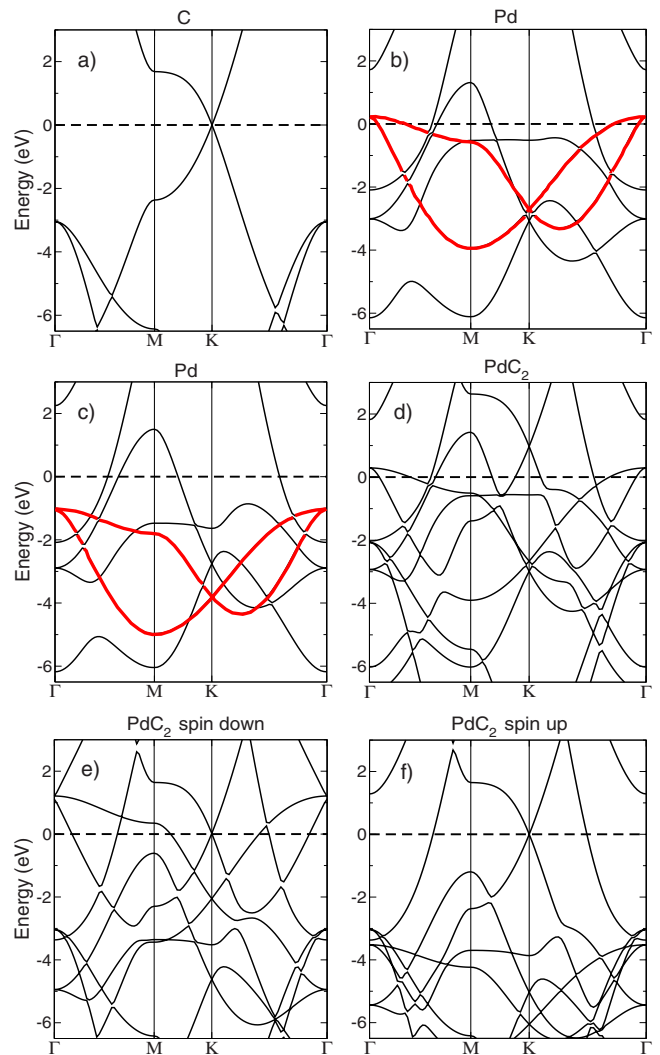 C
Pd
a)
b)
Energy (eV)
2
0
-2
-4
-6
2
0
-2
-4
-6
Γ M K Γ
Γ M K Γ
Pd
PdC2
c)
d)
Energy (eV)
2
0
-2
-4
-6
2
0
-2
-4
-6
Γ M K Γ
Γ M K Γ
PdC2 spin down
PdC2 spin up
e)
f)
Energy (eV)
2
0
-2
-4
-6
2
0
-2
-4
-6
Γ M K Γ
Γ M K Γ